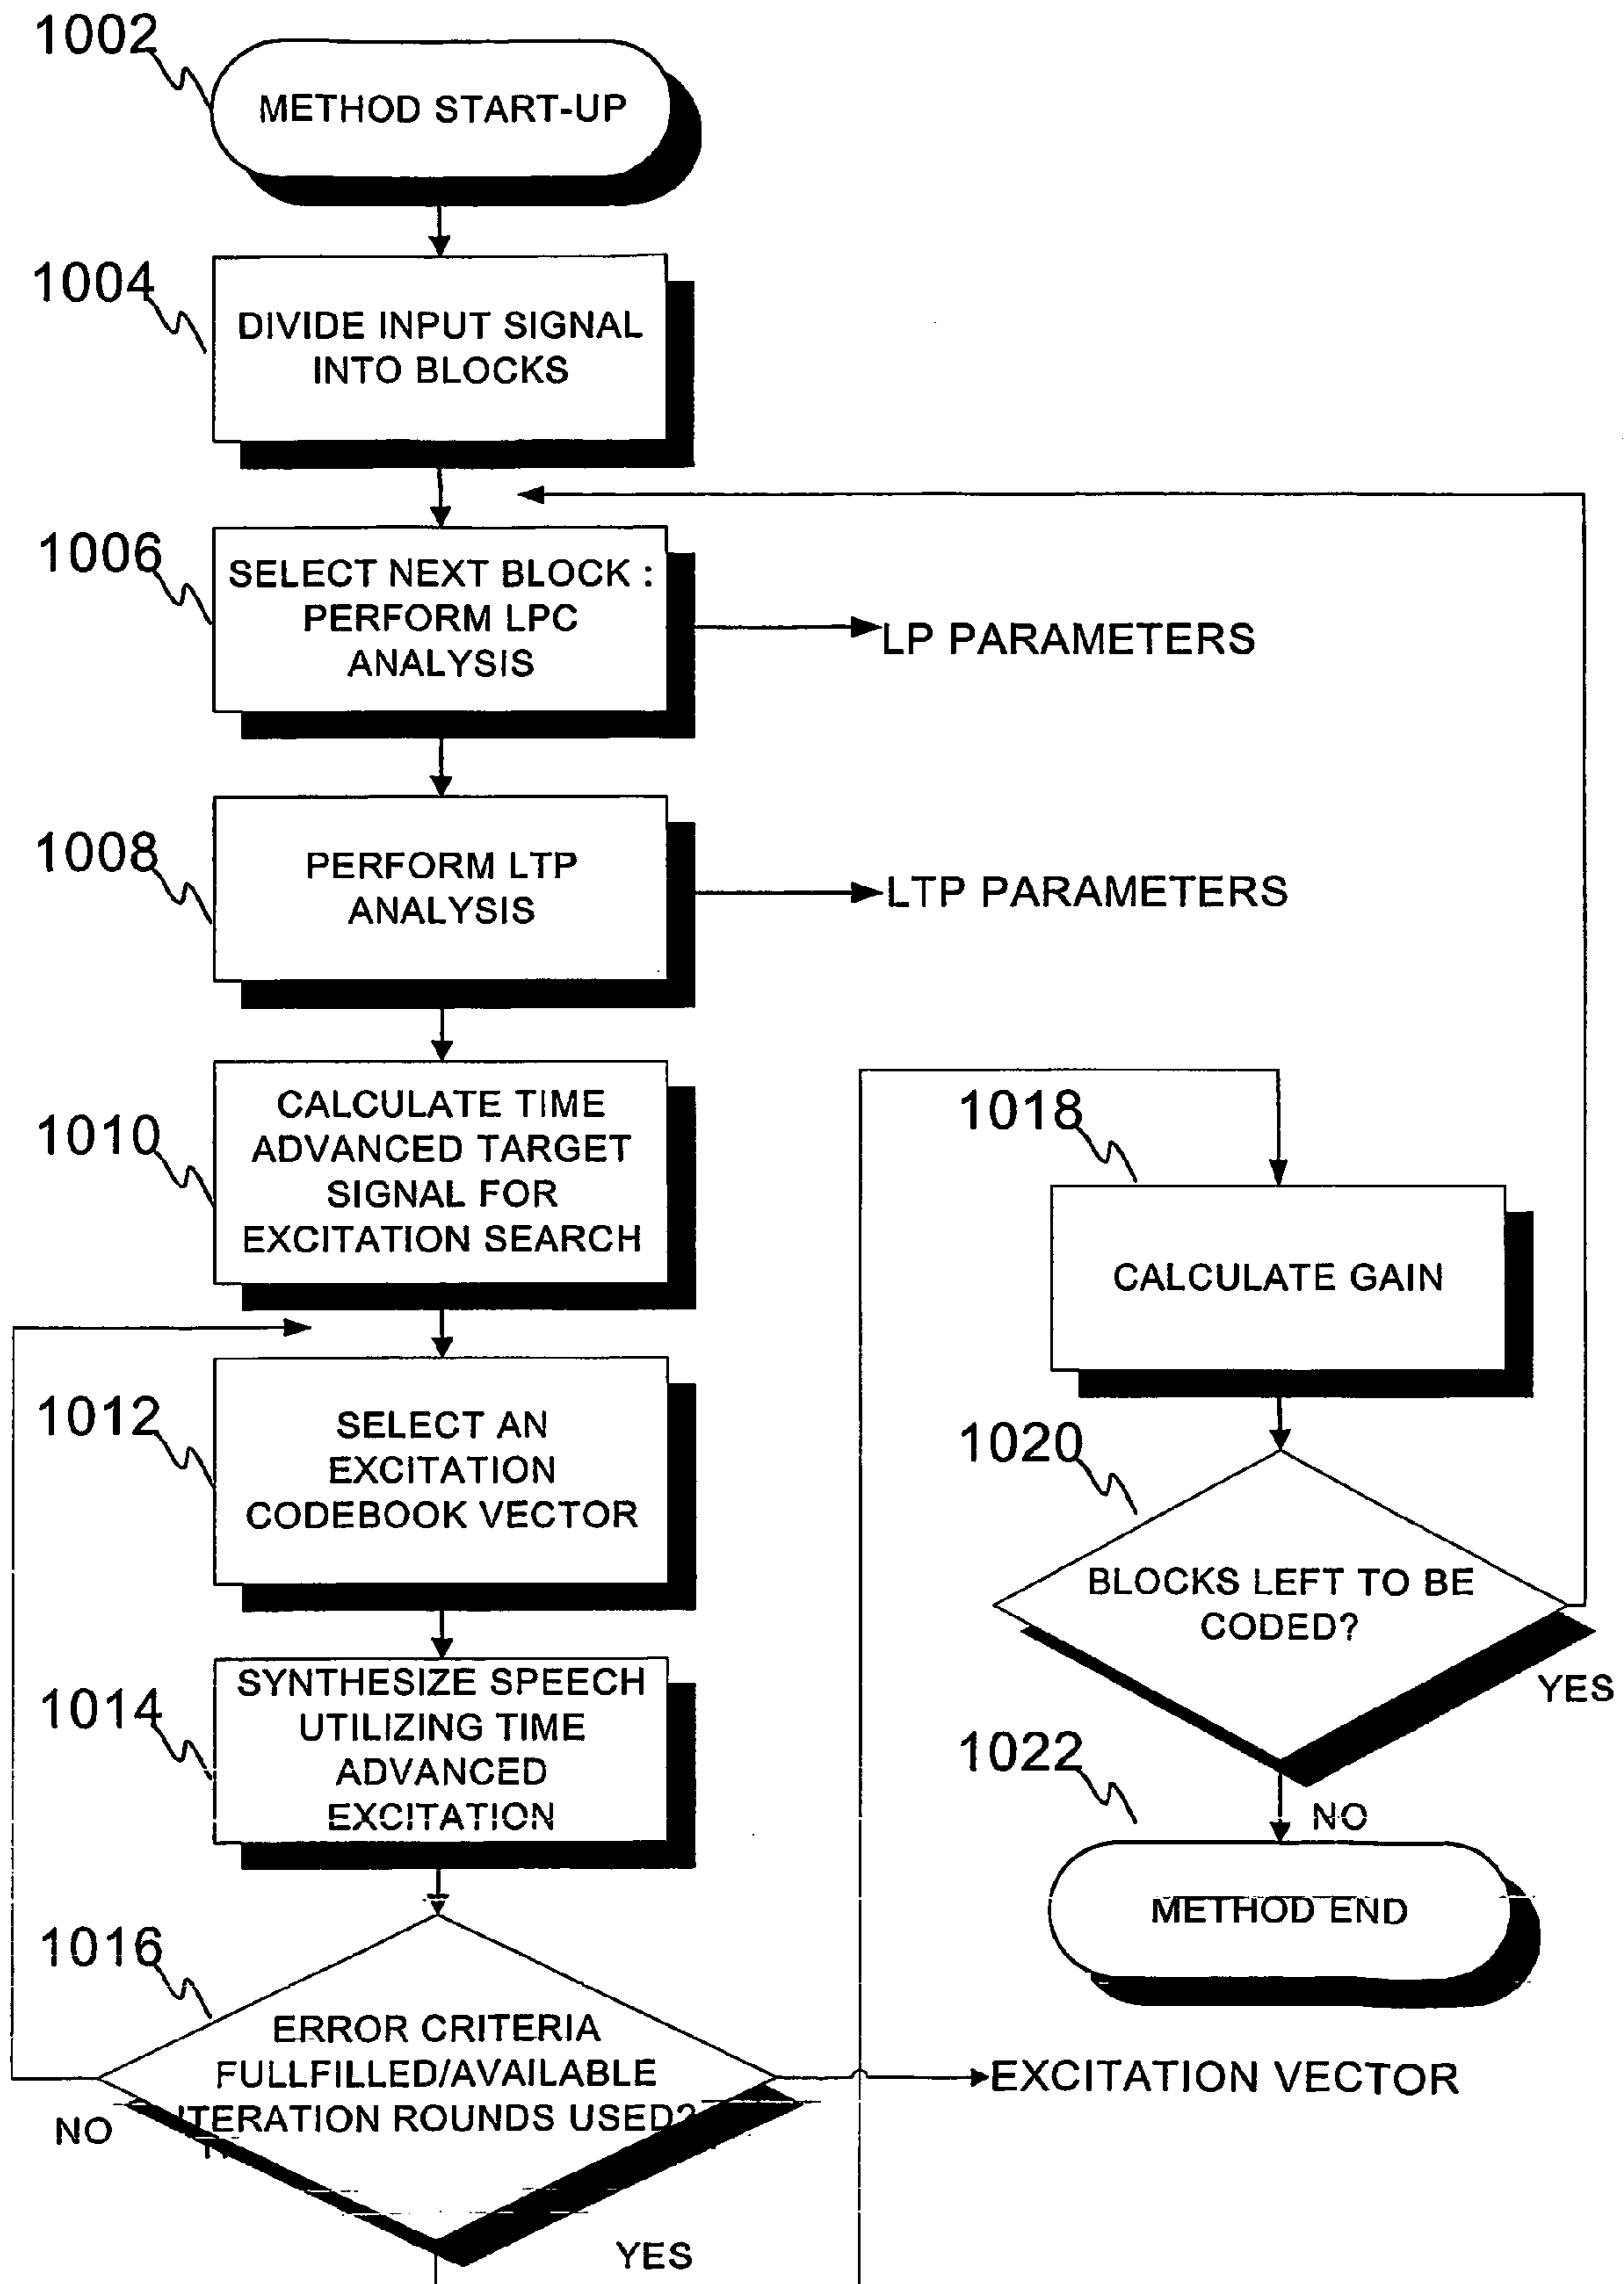 1002
METHOD START-UP
1004
DIVIDE INPUT SIGNAL
INTO BLOCKS
1006
SELECT NEXT BLOCK :
PERFORM LPC
ANALYSIS
LP PARAMETERS
1008
PERFORM LTP
ANALYSIS
LTP PARAMETERS
1010
CALCULATE TIME
ADVANCED TARGET
SIGNAL FOR
EXCITATION SEARCH
1012
SELECT AN
EXCITATION
CODEBOOK VECTOR
1014
SYNTHESIZE SPEECH
UTILIZING TIME
ADVANCED
EXCITATION
1016
ERROR CRITERIA
FULLFILLED/AVAILABLE
ITERATION ROUNDS USED?
NO
YES
EXCITATION VECTOR
1018
CALCULATE GAIN
1020
BLOCKS LEFT TO BE
CODED?
YES
NO
1022
METHOD END